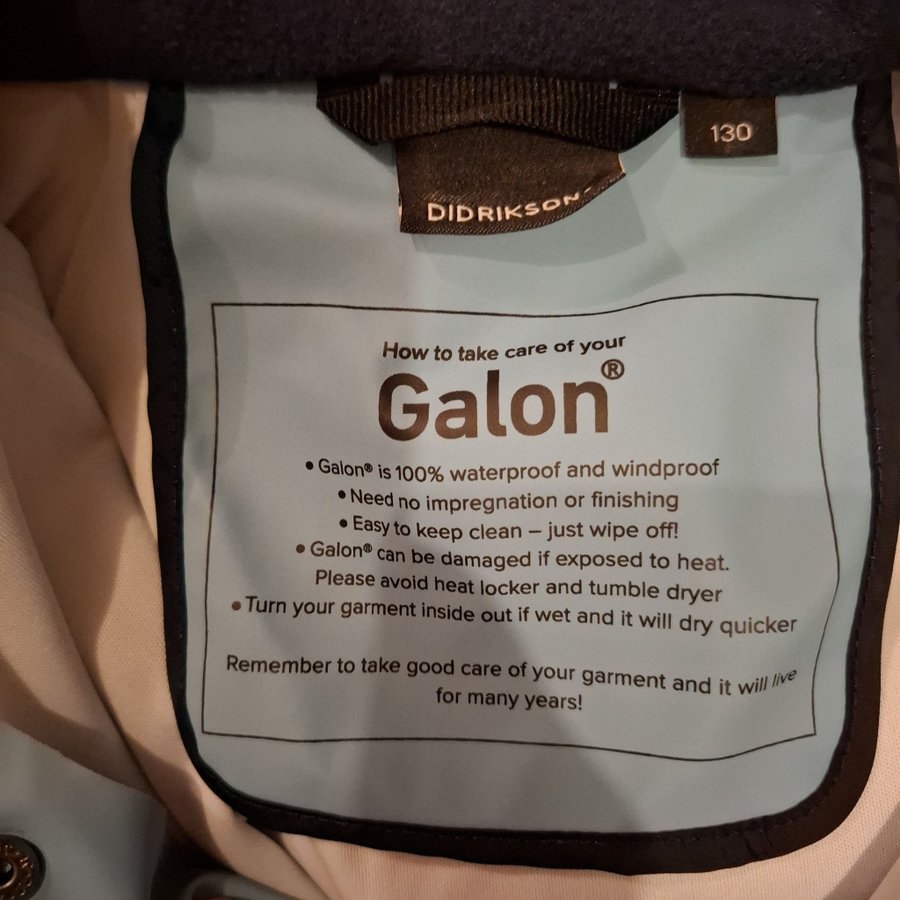 130
DIDRIKSON
How to take care of your
Galon®
• Galon® is 100% waterproof and windproof
• Need no impregnation or finishing
• Easy to keep clean – just wipe off!
• Galon® can be damaged if exposed to heat.
Please avoid heat locker and tumble dryer
• Turn your garment inside out if wet and it will dry quicker
Remember to take good care of your garment and it will live
for many years!